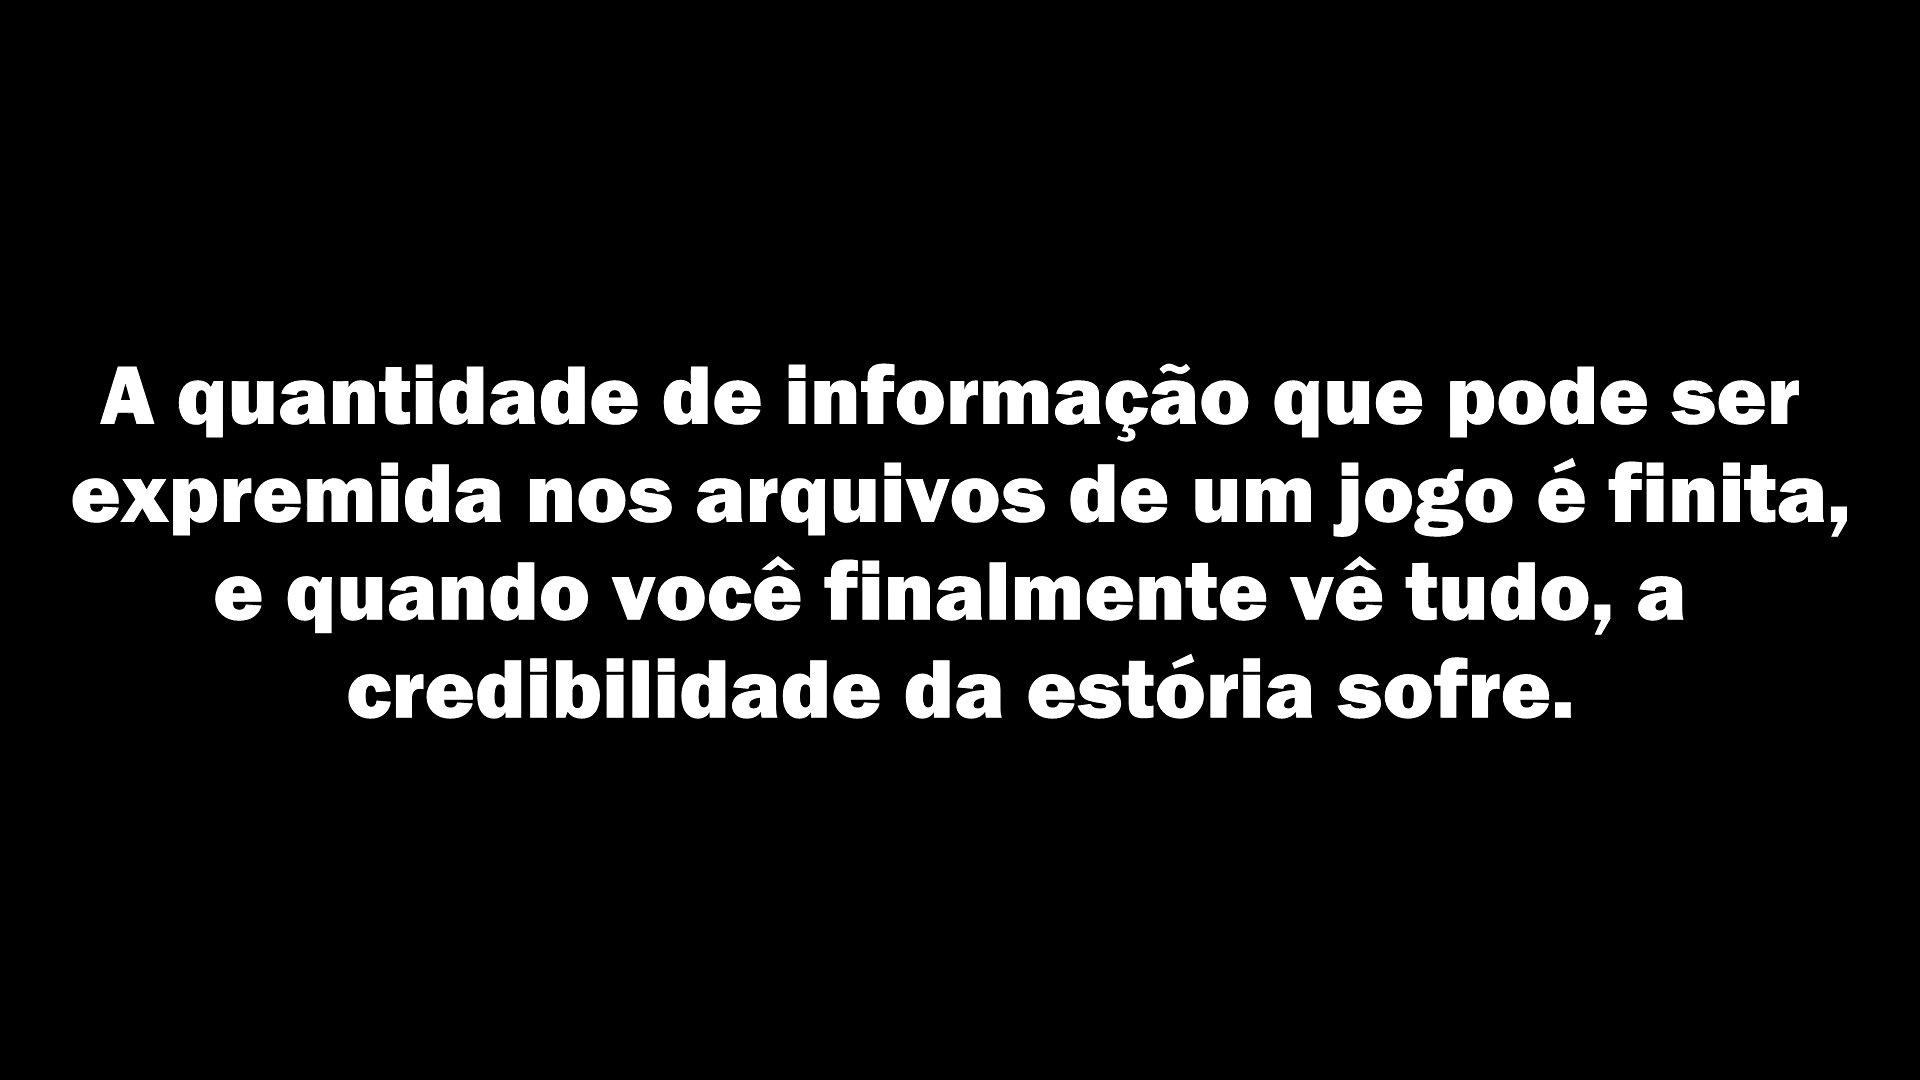 A quantidade de informação que pode ser
expremida nos arquivos de um jogo é finita,
e quando você finalmente vê tudo, a
credibilidade da estória sofre.